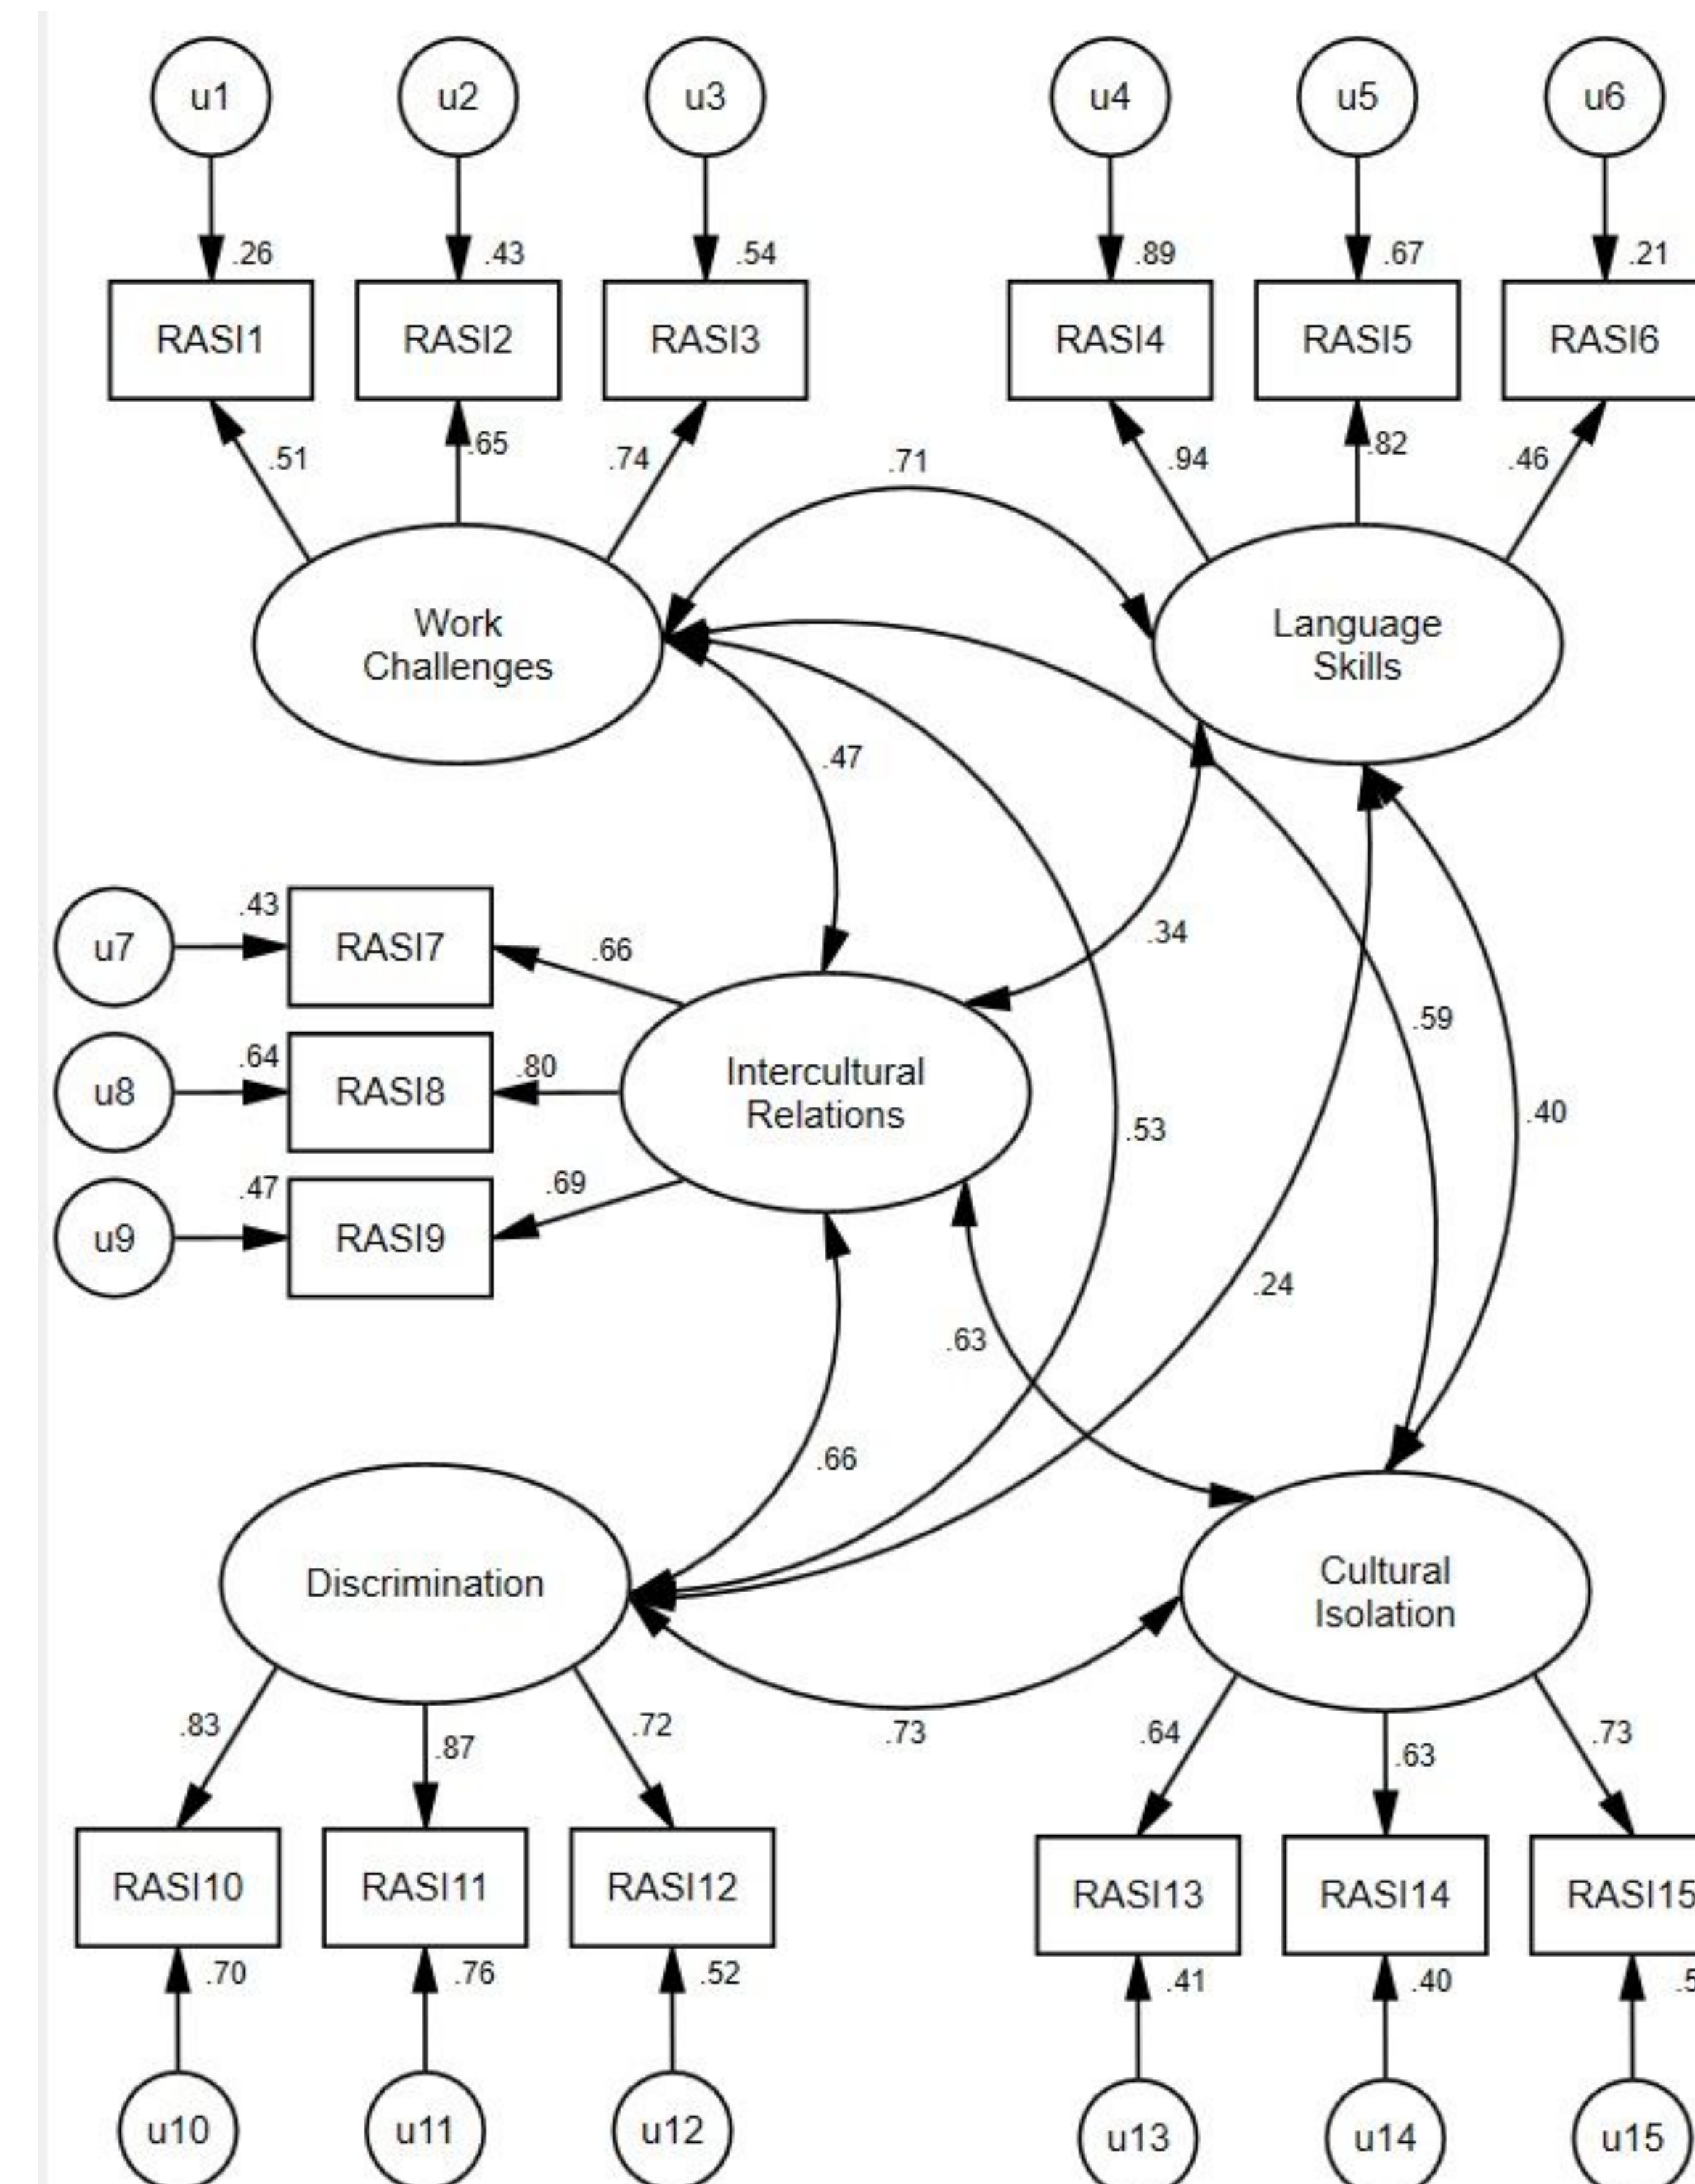 u1 u2 u3 u4 u5 u6
.26 .43 .54 .89 .67 .21
RASI1 RASI2 RASI3 RASI4 RASI5 RASI6
.51 .65 .74 .71 .94 .82 .46
Work
Challenges
Language
Skills
.47
.43
u7 RASI7 .66
.34
.59
.64
u8 RASI8 .80
Intercultural
Relations
.53
.40
.47
u9 RASI9 .69
.24
.63
.66
Discrimination
Cultural
Isolation
.83 .87 .72 .73 .64 .63 .73
RASI10 RASI11 RASI12 RASI13 RASI14 RASI15
.70 .76 .52 .41 .40 .5
u10 u11 u12 u13 u14 u15